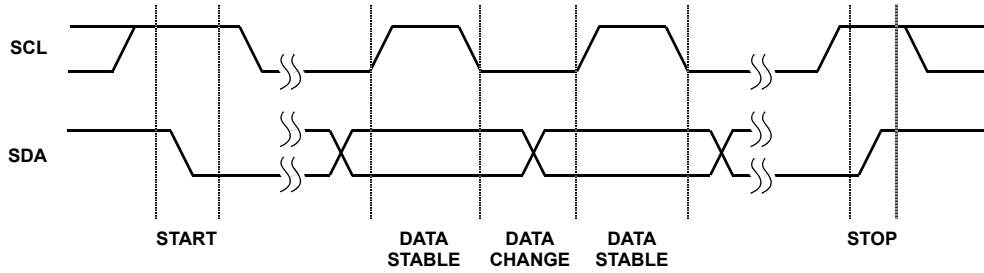 SCL
SDA
START
DATA
STABLE
DATA
CHANGE
DATA
STABLE
STOP